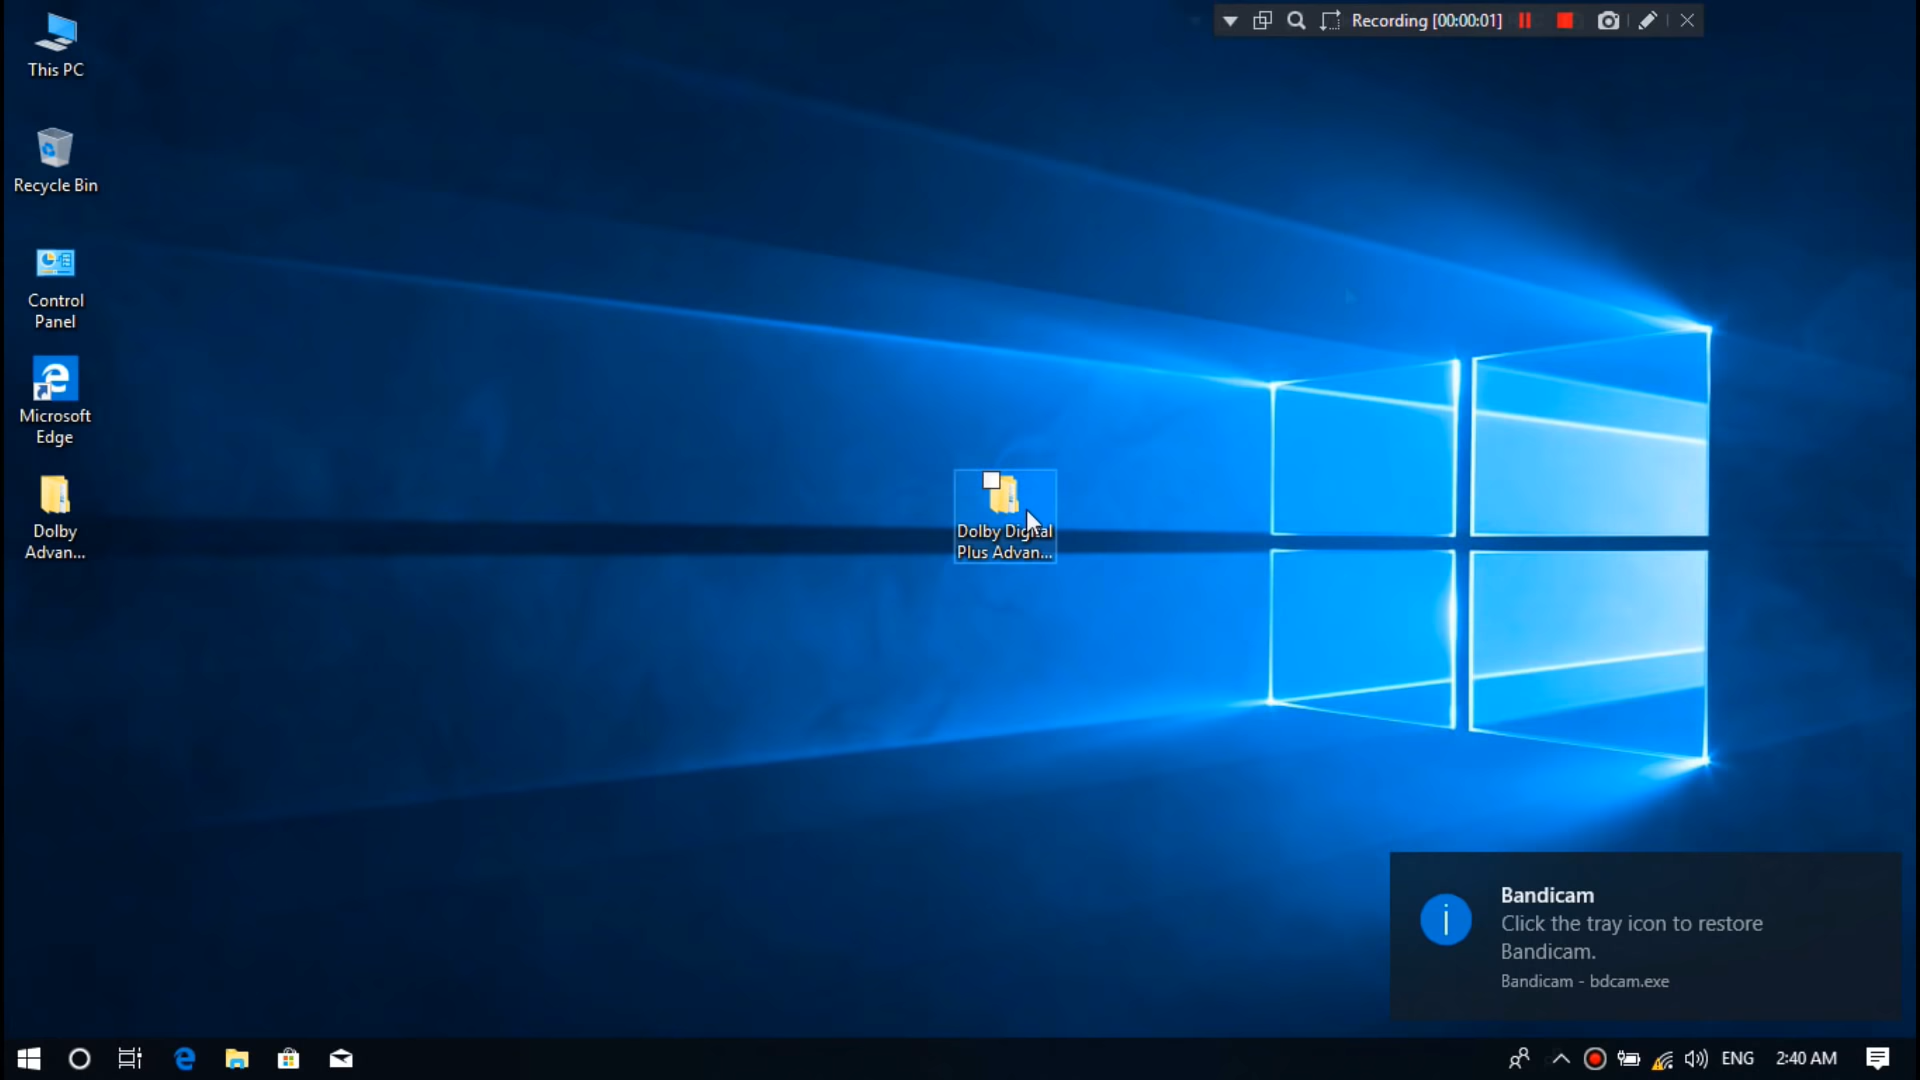 Recording [00:00:01]
This PC
Recycle Bin
Control
Panel
Microsoft
Edge
Dolby
Advan...
Dolby Digital
Plus Advan...
Bandicam
Click the tray icon to restore
Bandicam.
Bandicam - bdcam.exe
ENG
2:40 AM